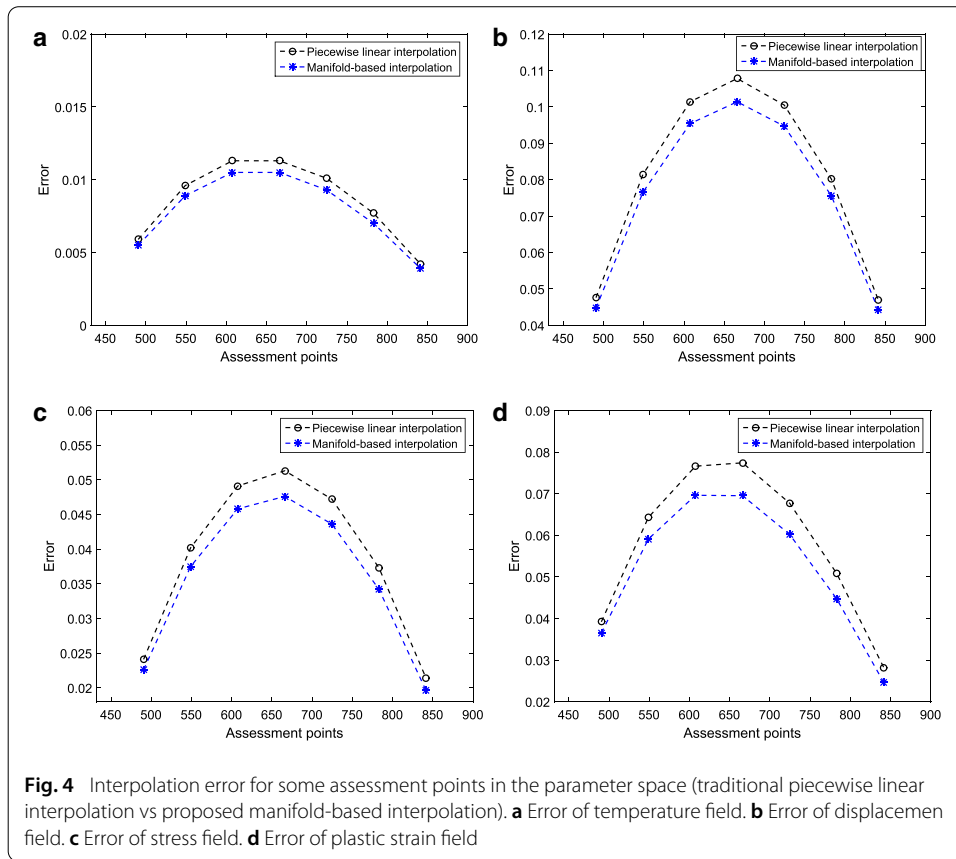 a
0.02
0.015
0.01
0.005
0
Error
450 500 550 600 650 700 750 800 850 900
Assessment points
Piecewise linear interpolation
Manifold-based interpolation
b
0.12
0.11
0.1
0.09
0.08
0.07
0.06
0.05
0.04
Error
450 500 550 600 650 700 750 800 850 900
Assessment points
Piecewise linear interpolation
Manifold-based interpolation
c
0.06
0.055
0.05
0.045
0.04
0.035
0.03
0.025
0.02
Error
450 500 550 600 650 700 750 800 850 900
Assessment points
Piecewise linear interpolation
Manifold-based interpolation
d
0.09
0.08
0.07
0.06
0.05
0.04
0.03
0.02
Error
450 500 550 600 650 700 750 800 850 900
Assessment points
Piecewise linear interpolation
Manifold-based interpolation
Fig. 4 Interpolation error for some assessment points in the parameter space (traditional piecewise linear
interpolation vs proposed manifold-based interpolation). a Error of temperature field. b Error of displacemen
field. c Error of stress field. d Error of plastic strain field